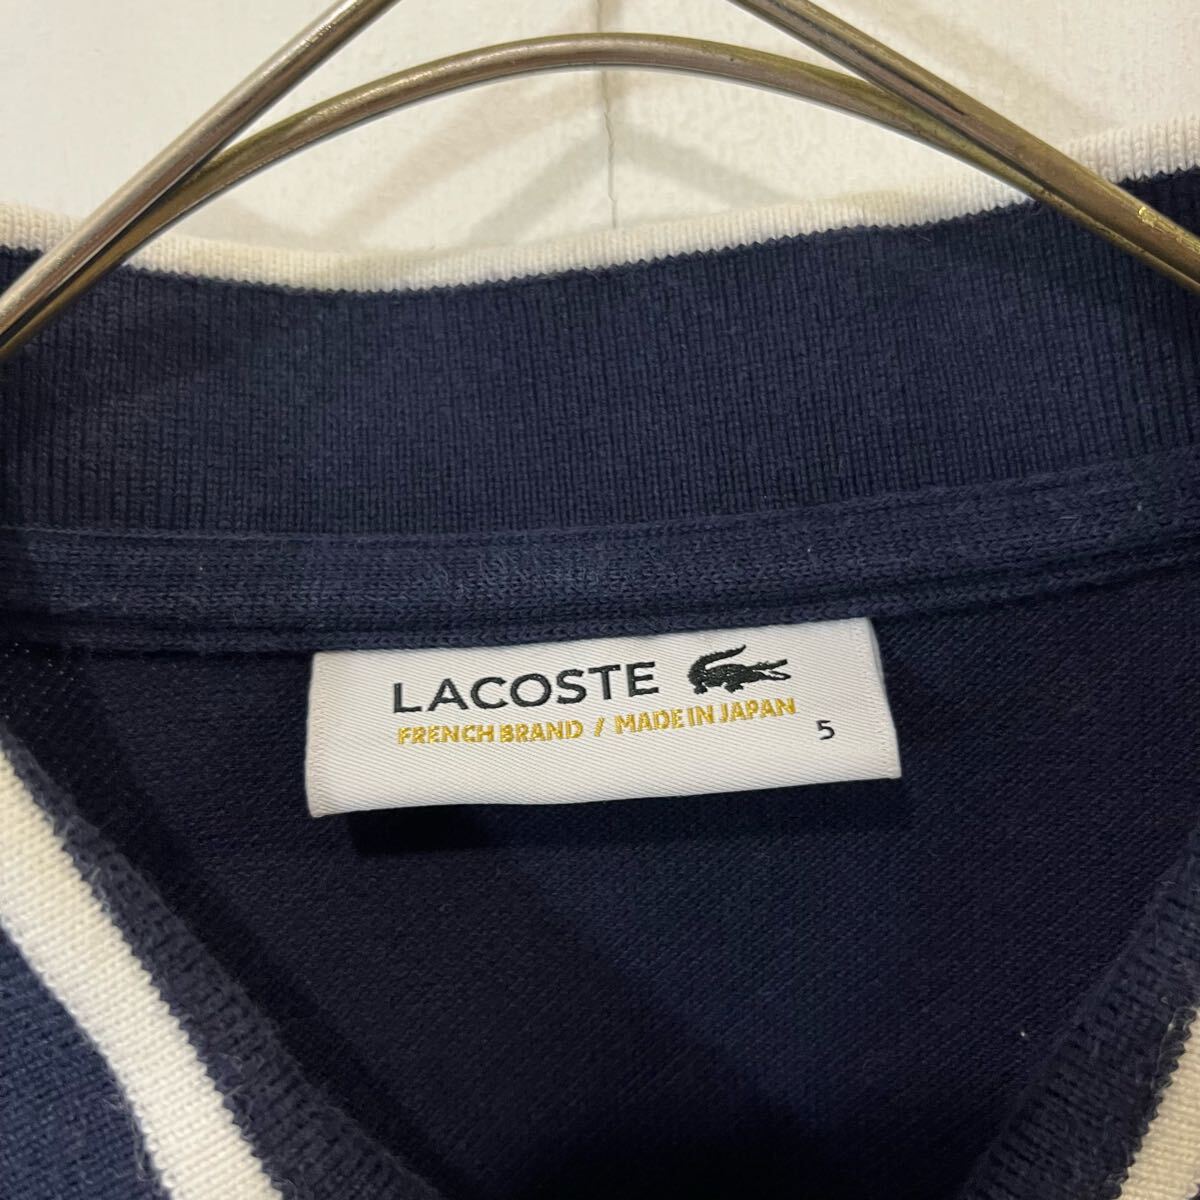 LACOSTE
FRENCH BRAND / MADE IN JAPAN
5